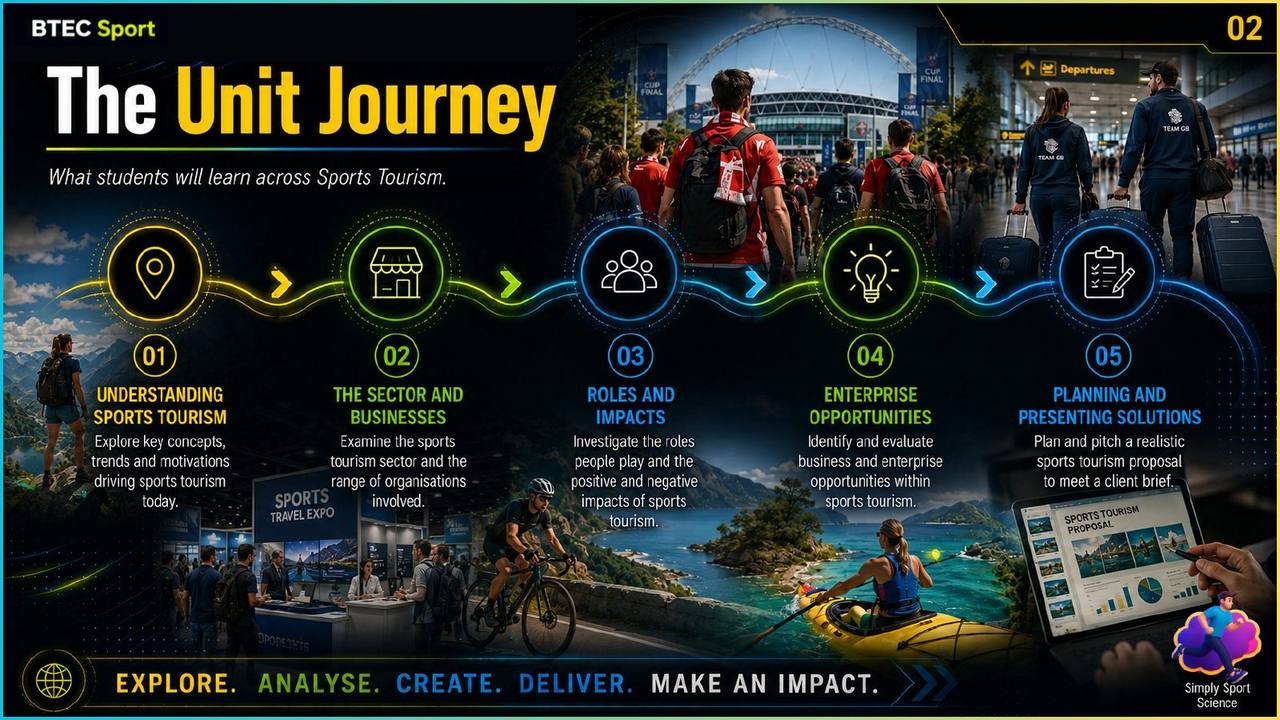 BTEC Sport
02
The Unit Journey
What students will learn across Sports Tourism.
CUP FINAL
CUP FINAL
Departures
TEAM GB
TEAM GB
01
UNDERSTANDING
SPORTS TOURISM
Explore key concepts,
trends and motivations
driving sports tourism
today.
02
THE SECTOR AND
BUSINESSES
Examine the sports
tourism sector and the
range of organisations
involved.
03
ROLES AND
IMPACTS
Investigate the roles
people play and the
positive and negative
impacts of sports
tourism.
04
ENTERPRISE
OPPORTUNITIES
Identify and evaluate
business and enterprise
opportunities within
sports tourism.
05
PLANNING AND
PRESENTING SOLUTIONS
Plan and pitch a realistic
sports tourism proposal
to meet a client brief.
SPORTS
TRAVEL EXPO
SPORTS TOURISM
PROPOSAL
EXPLORE. ANALYSE. CREATE. DELIVER. MAKE AN IMPACT.
Simply Sport
Science